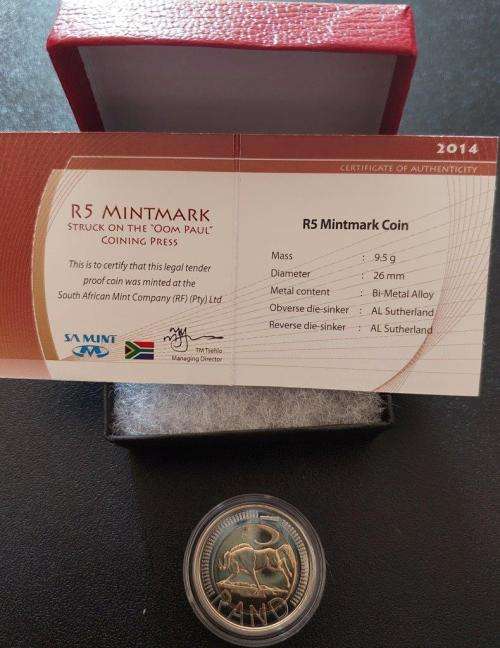 2014
CERTIFICATE OF AUTHENTICITY
R5 MINTMARK
STRUCK ON THE "OOM PAUL"
COINING PRESS
This is to certify that this legal tender
proof coin was minted at the
South African Mint Company (RF) (Pty) Ltd
SA MINT
TM Tsehlo
Managing Director
R5 Mintmark Coin
Mass : 9.5 g
Diameter : 26 mm
Metal content : Bi-Metal Alloy
Obverse die-sinker : AL Sutherland
Reverse die-sinker : AL Sutherland
RAND